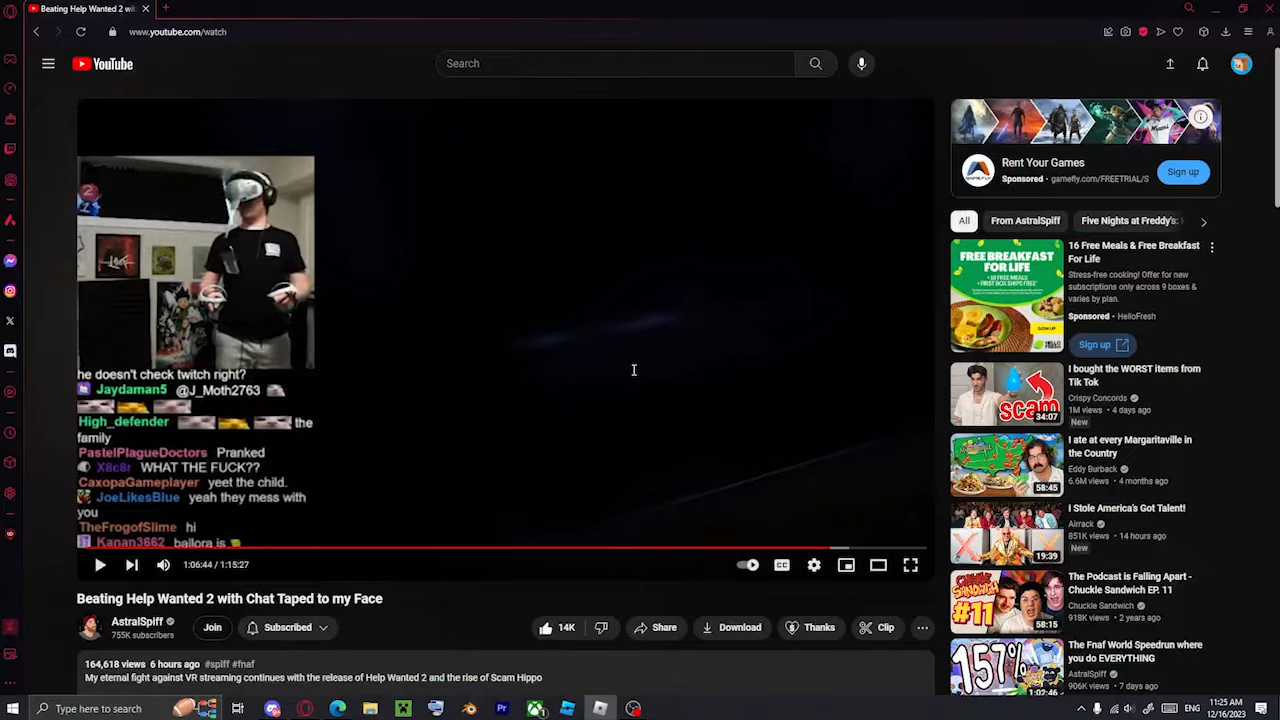 Beating Help Wanted 2 with
www.youtube.com/watch
YouTube
Search
Rent Your Games
Sponsored · gamefly.com/FREETRIAL/S
Sign up
All
From AstralSpiff
Five Nights at Freddy's:
FREE BREAKFAST
FOR LIFE
16 Free Meals & Free Breakfast
For Life
Stress-free cooking! Offer for new
subscriptions only across 9 boxes &
varies by plan.
Sponsored · HelloFresh
Sign up
scam
34:07
I bought the WORST items from
Tik Tok
Crispy Concords
1M views · 4 days ago
New
58:45
I ate at every Margaritaville in
the Country
Eddy Burback
6.6M views · 4 months ago
19:39
I Stole America's Got Talent!
Airrack
851K views · 14 hours ago
New
CHUCKLE
SANDWICH
#11
58:15
The Podcast is Falling Apart -
Chuckle Sandwich EP. 11
Chuckle Sandwich
918K views · 2 years ago
157%
1:02:46
The Fnaf World Speedrun where
you do EVERYTHING
AstralSpiff
906K views · 7 days ago
he doesn't check twitch right?
Jaydaman5 @J_Moth2763
High_defender the
family
PastelPlagueDoctors Pranked
X8c8r WHAT THE FUCK??
CaxopaGameplayer yeet the child.
JoeLikesBlue yeah they mess with
you
TheFrogofSlime hi
Kanan3662 ballora is
1:06:44 / 1:15:27
Beating Help Wanted 2 with Chat Taped to my Face
AstralSpiff
755K subscribers
Join
Subscribed
14K
Share
Download
Thanks
Clip
164,618 views 6 hours ago #spiff #fnaf
My eternal fight against VR streaming continues with the release of Help Wanted 2 and the rise of Scam Hippo
Type here to search
ENG
11:25 AM
12/16/2023